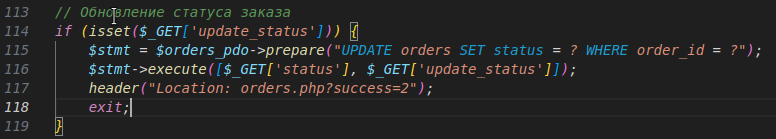 113 // Обновление статуса заказа
114 if (isset($_GET['update_status'])) {
115 $stmt = $orders_pdo->prepare("UPDATE orders SET status = ? WHERE order_id = ?");
116 $stmt->execute([$_GET['status'], $_GET['update_status']]);
117 header("Location: orders.php?success=2");
118 exit;
119 }